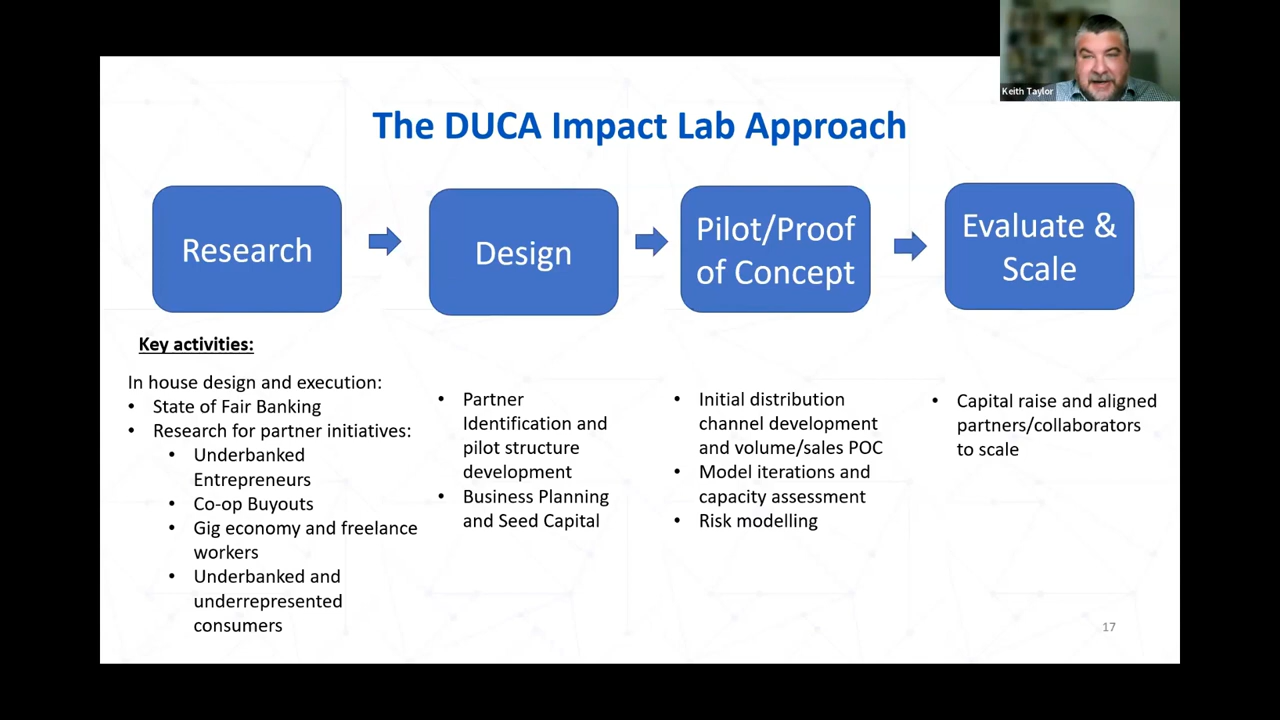 Keith Taylor
The DUCA Impact Lab Approach
Research
Design
Pilot/Proof
of Concept
Evaluate &
Scale
Key activities:
In house design and execution:
• State of Fair Banking
• Research for partner initiatives:
• Underbanked
Entrepreneurs
• Co-op Buyouts
• Gig economy and freelance
workers
• Underbanked and
underrepresented
consumers
• Partner
Identification and
pilot structure
development
• Business Planning
and Seed Capital
• Initial distribution
channel development
and volume/sales POC
• Model iterations and
capacity assessment
• Risk modelling
• Capital raise and aligned
partners/collaborators
to scale
17